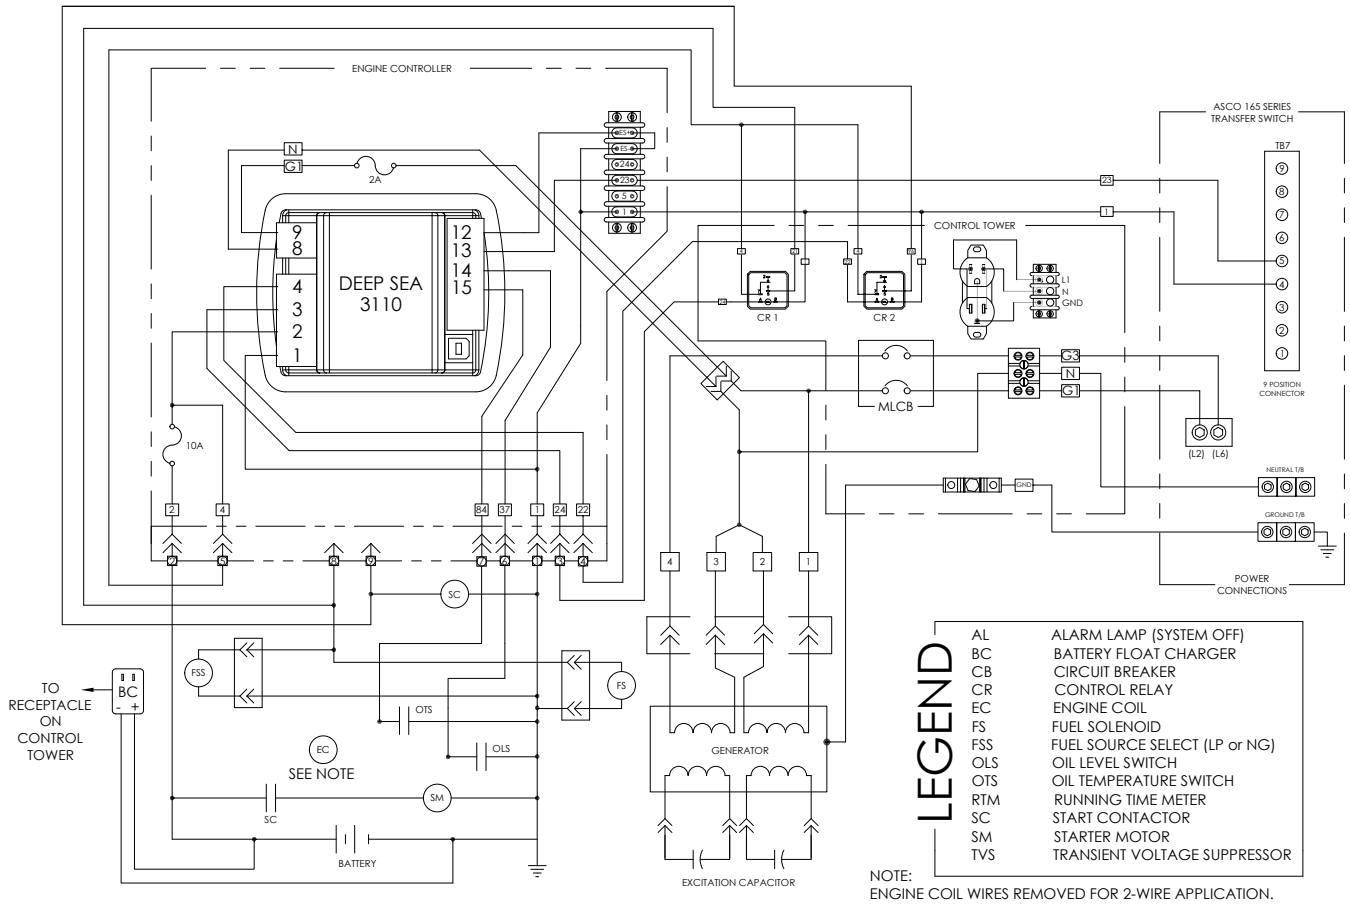 ENGINE CONTROLLER
N
G1
2A
9
8
4
3
2
1
DEEP SEA
3110
12
13
14
15
ES+
ES-
24
23
5
1
10A
2
4
84
37
1
24
22
2
5
8
9
7
6
4
SC
FSS
FS
OTS
OLS
EC
SEE NOTE
SC
SM
BATTERY
BC
- +
TO
RECEPTACLE
ON
CONTROL
TOWER
23
1
CONTROL TOWER
CR 1
CR 2
L1
N
GND
MLCB
G3
N
G1
GND
4
3
2
1
GENERATOR
EXCITATION CAPACITOR
ASCO 165 SERIES
TRANSFER SWITCH
TB7
9
8
7
6
5
4
3
2
1
9 POSITION
CONNECTOR
(L2) (L6)
NEUTRAL T/B
GROUND T/B
POWER
CONNECTIONS
LEGEND
AL ALARM LAMP (SYSTEM OFF)
BC BATTERY FLOAT CHARGER
CB CIRCUIT BREAKER
CR CONTROL RELAY
EC ENGINE COIL
FS FUEL SOLENOID
FSS FUEL SOURCE SELECT (LP or NG)
OLS OIL LEVEL SWITCH
OTS OIL TEMPERATURE SWITCH
RTM RUNNING TIME METER
SC START CONTACTOR
SM STARTER MOTOR
TVS TRANSIENT VOLTAGE SUPPRESSOR
NOTE:
ENGINE COIL WIRES REMOVED FOR 2-WIRE APPLICATION.